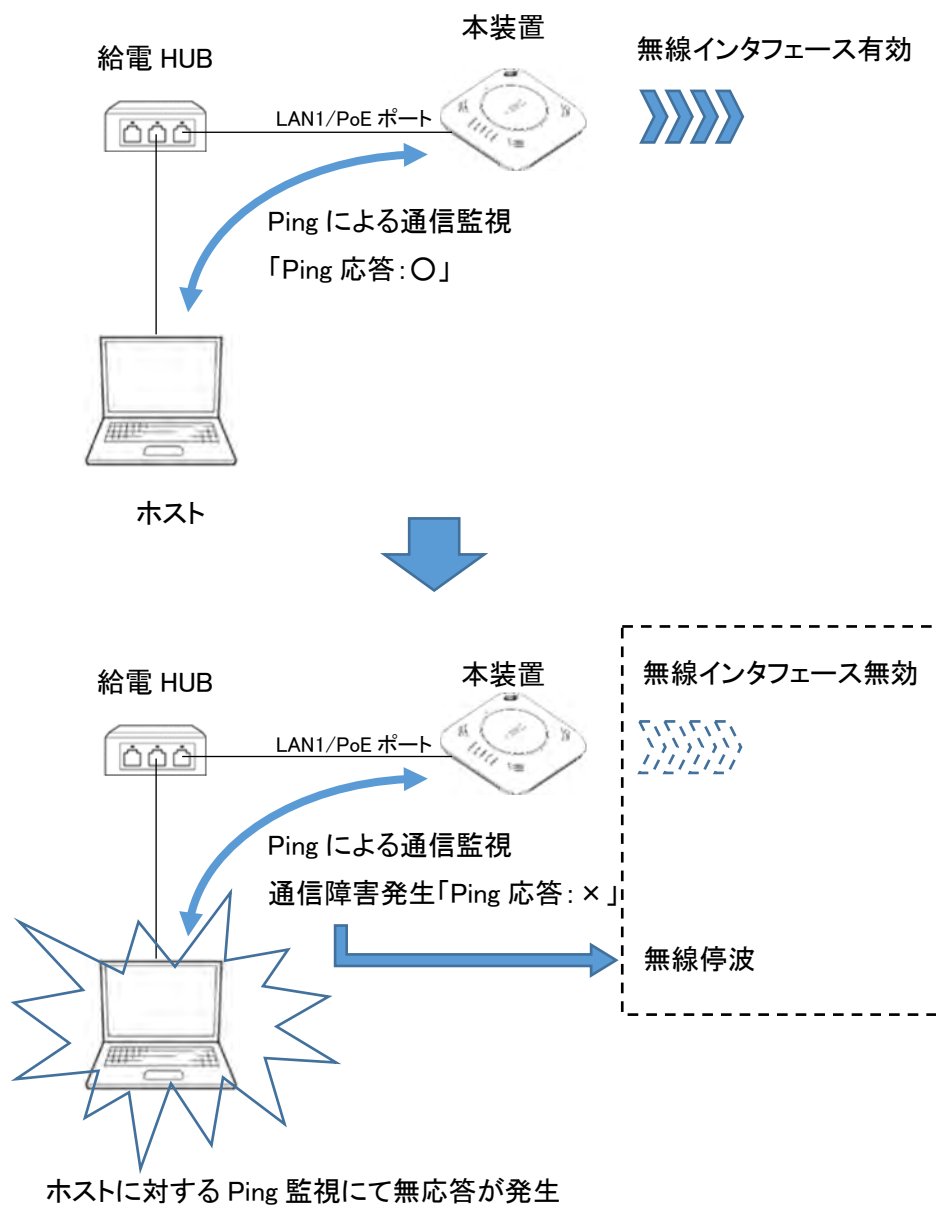 本装置
給電 HUB
無線インタフェース有効
LAN1/PoE ポート
Ping による通信監視
「Ping 応答:〇」
ホスト
本装置
給電 HUB
無線インタフェース無効
LAN1/PoE ポート
Ping による通信監視
通信障害発生「Ping 応答:×」
無線停波
ホストに対する Ping 監視にて無応答が発生